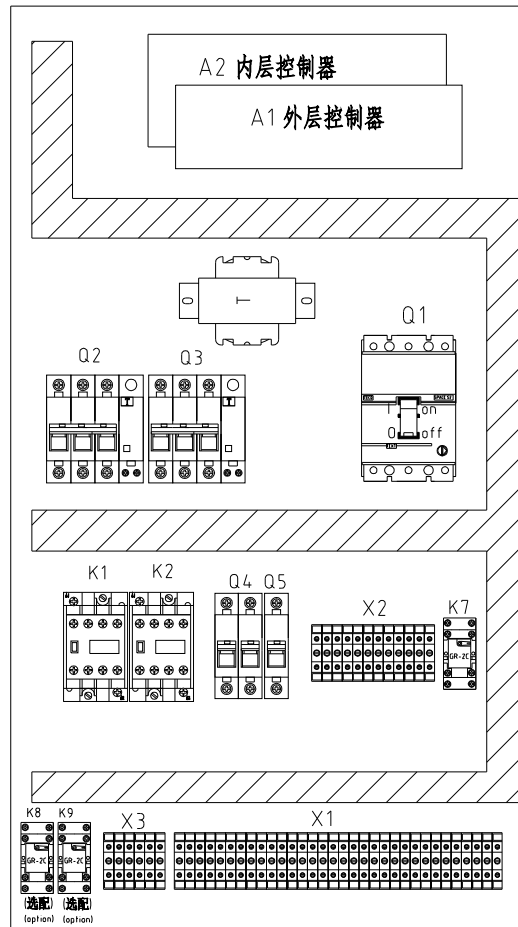 A2 内层控制器
A1 外层控制器
T
Q1
Q2
Q3
I on
O off
K1
K2
Q4
Q5
X2
K7
GR-2C
K8
K9
X3
X1
GR-2C
GR-2C
(选配)
(选配)
(option)
(option)